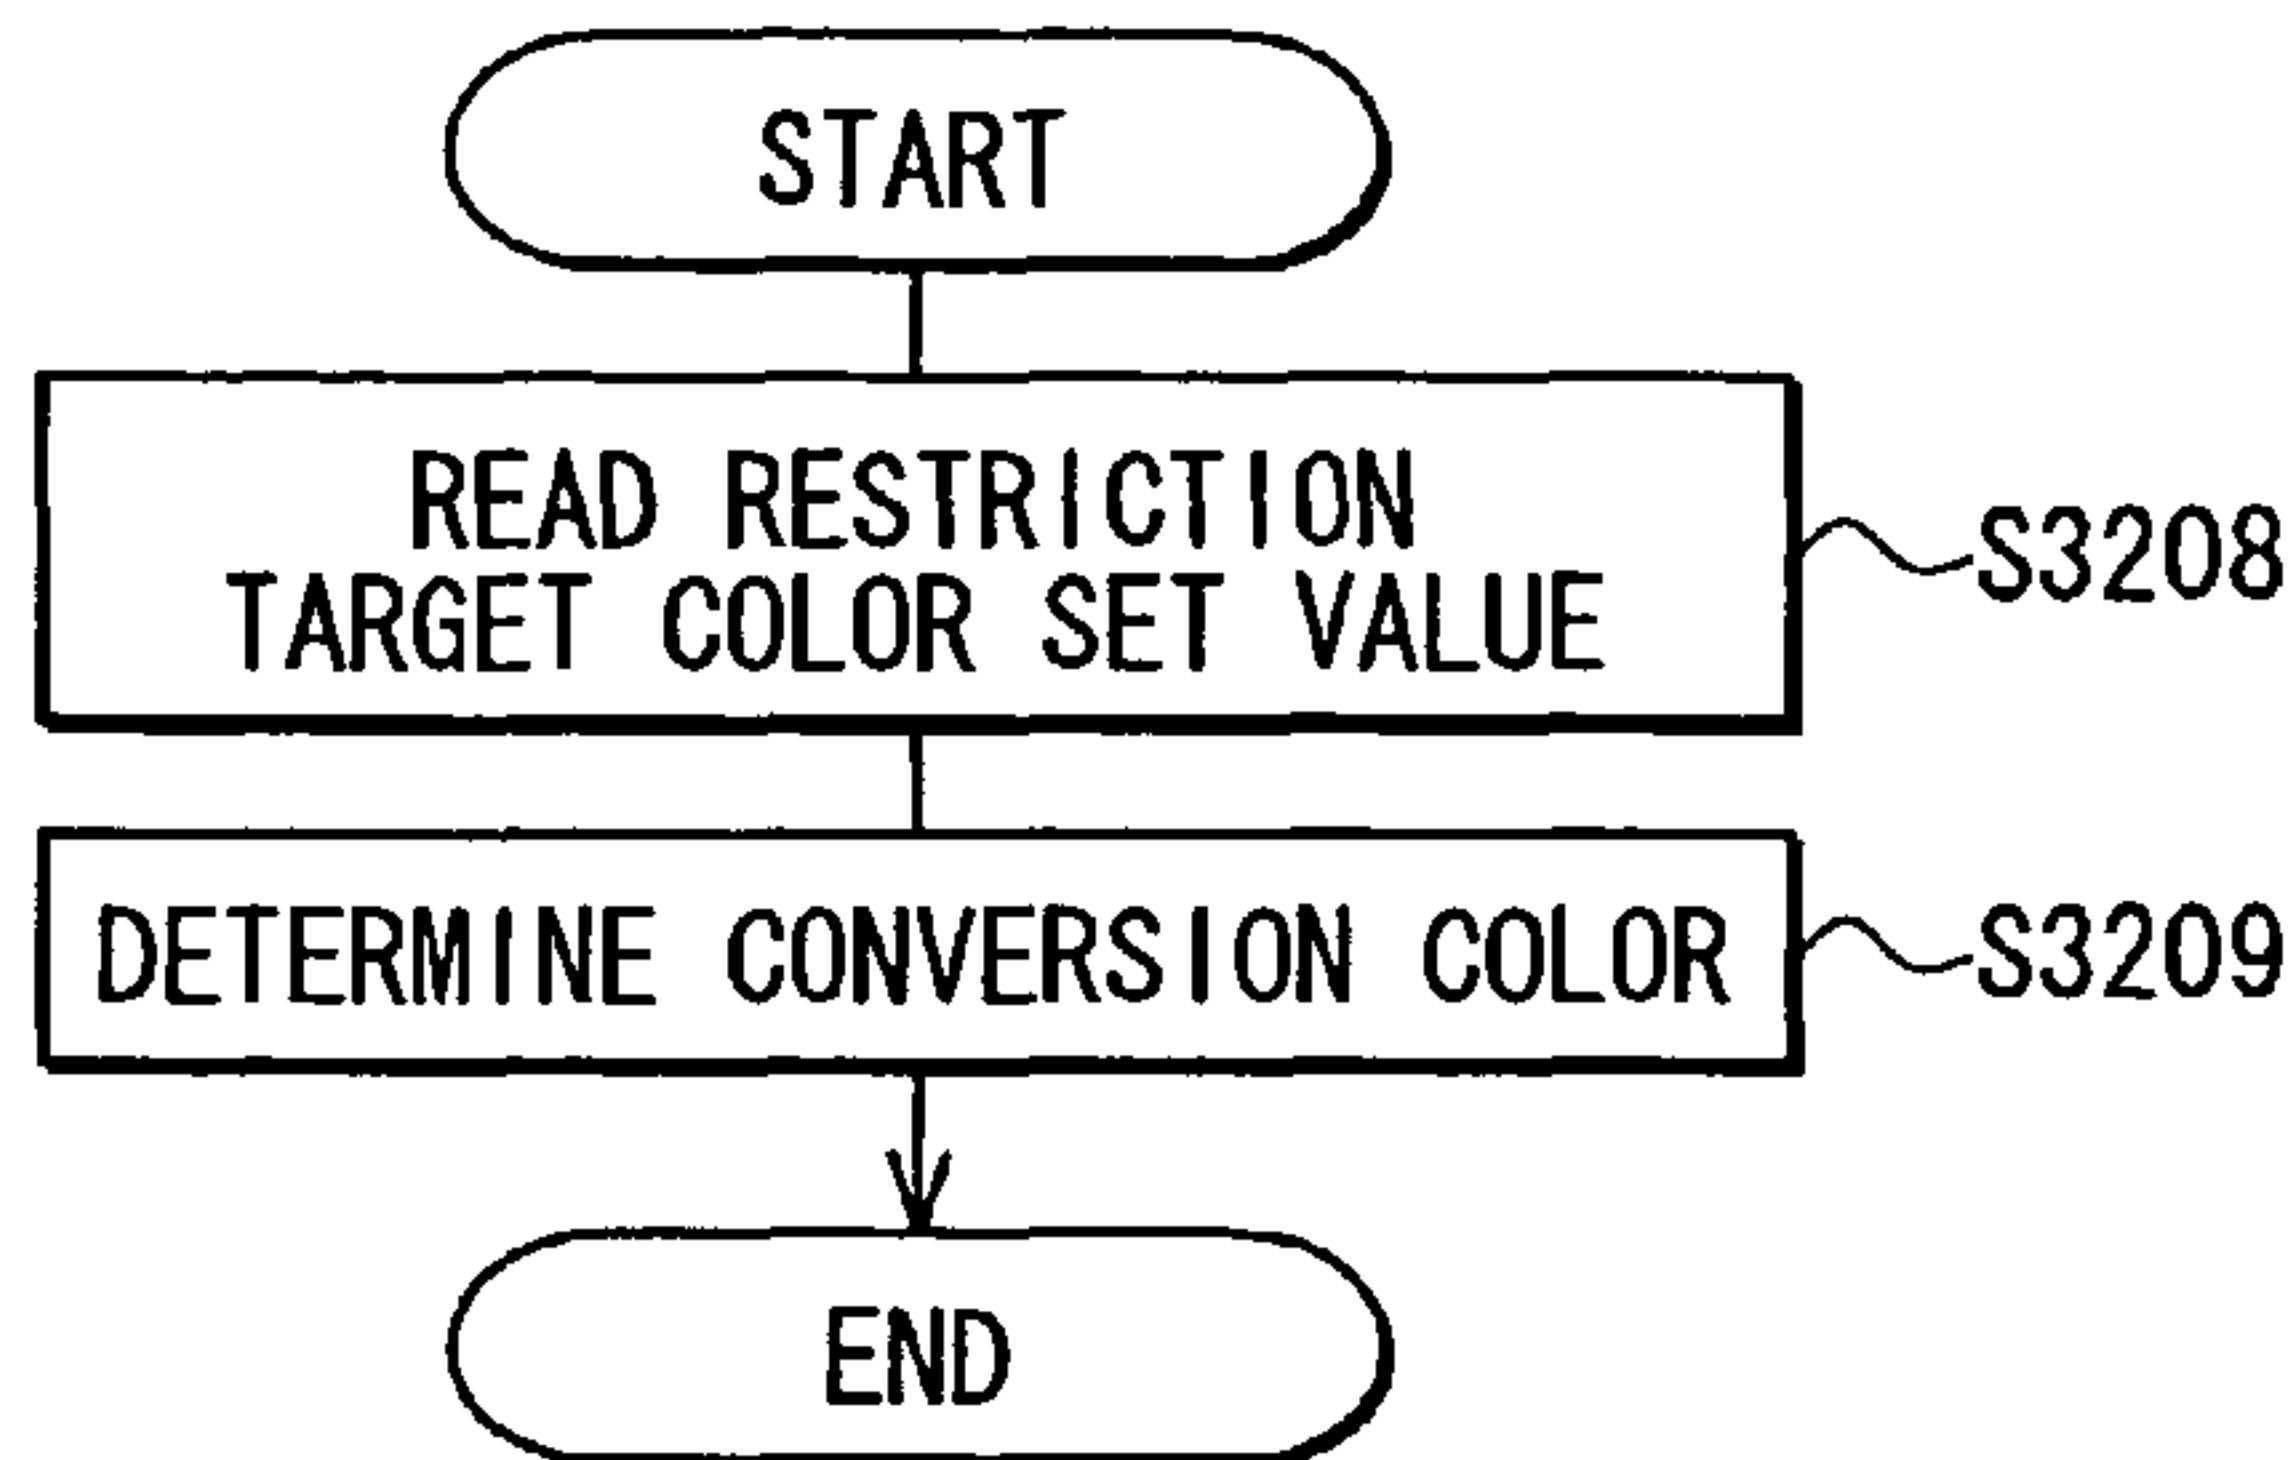 START
READ RESTRICTION
TARGET COLOR SET VALUE
S3208
DETERMINE CONVERSION COLOR
S3209
END